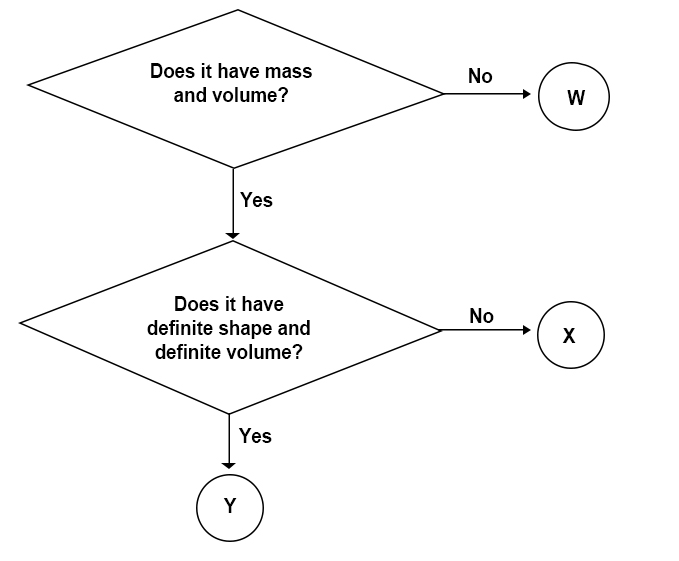 Does it have mass
and volume?
No
W
Yes
Does it have
definite shape and
definite volume?
No
X
Yes
Y